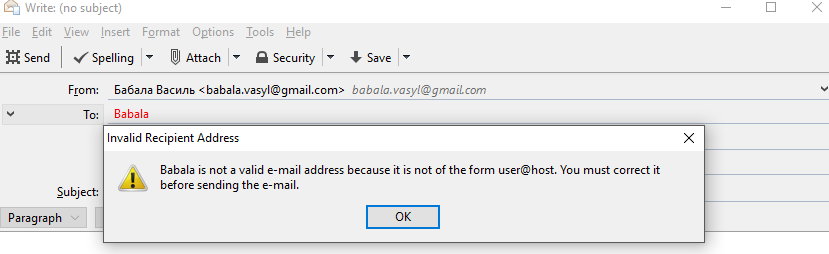 Write: (no subject)
File Edit View Insert Format Options Tools Help
Send Spelling Attach Security Save
From: Бабала Василь <babala.vasyl@gmail.com> babala.vasyl@gmail.com
To: Babala
Invalid Recipient Address
Babala is not a valid e-mail address because it is not of the form user@host. You must correct it
before sending the e-mail.
Subject:
OK
Paragraph